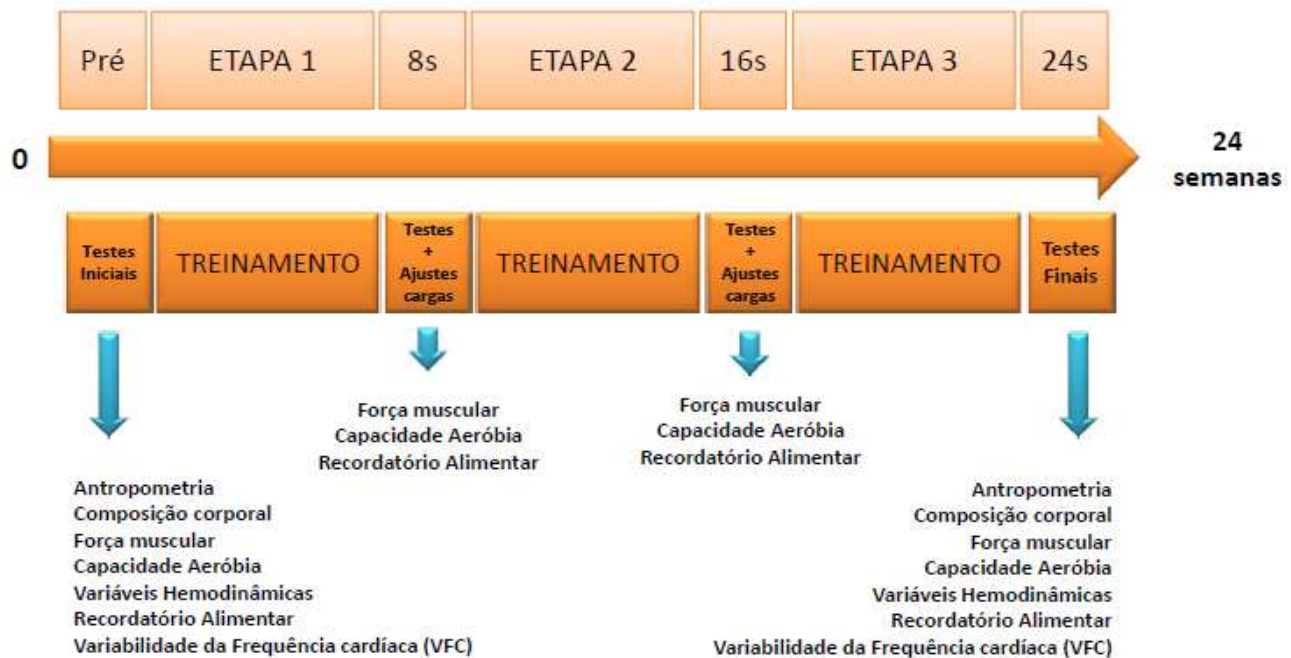 Pré
ETAPA 1
8s
ETAPA 2
16s
ETAPA 3
24s
0
24
semanas
Testes
Iniciais
TREINAMENTO
Testes
+
Ajustes
cargas
TREINAMENTO
Testes
+
Ajustes
cargas
TREINAMENTO
Testes
Finais
Força muscular
Capacidade Aeróbia
Recordatório Alimentar
Força muscular
Capacidade Aeróbia
Recordatório Alimentar
Antropometria
Composição corporal
Força muscular
Capacidade Aeróbia
Variáveis Hemodinâmicas
Recordatório Alimentar
Variabilidade da Frequência cardíaca (VFC)
Antropometria
Composição corporal
Força muscular
Capacidade Aeróbia
Variáveis Hemodinâmicas
Recordatório Alimentar
Variabilidade da Frequência cardíaca (VFC)